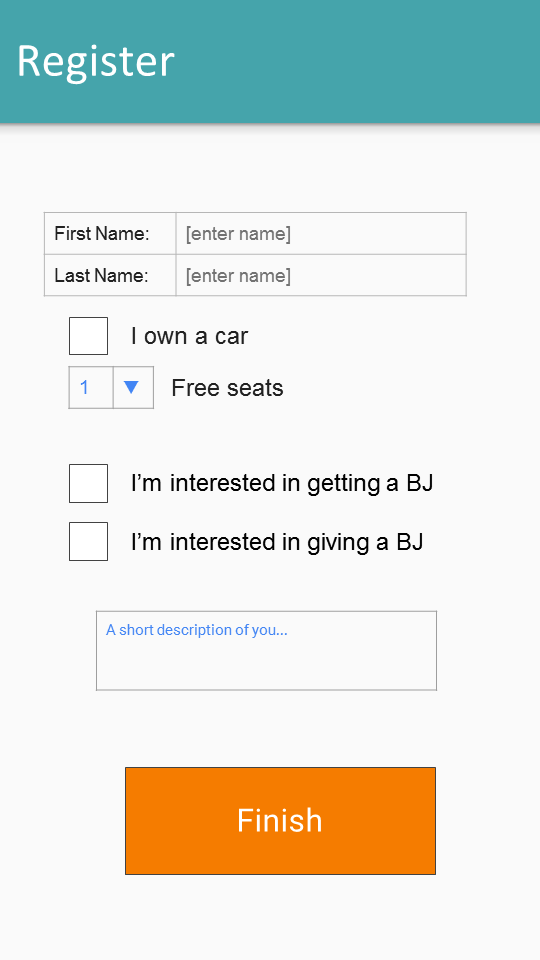 Register
First Name: [enter name]
Last Name: [enter name]
I own a car
1 ▼ Free seats
I’m interested in getting a BJ
I’m interested in giving a BJ
A short description of you...
Finish